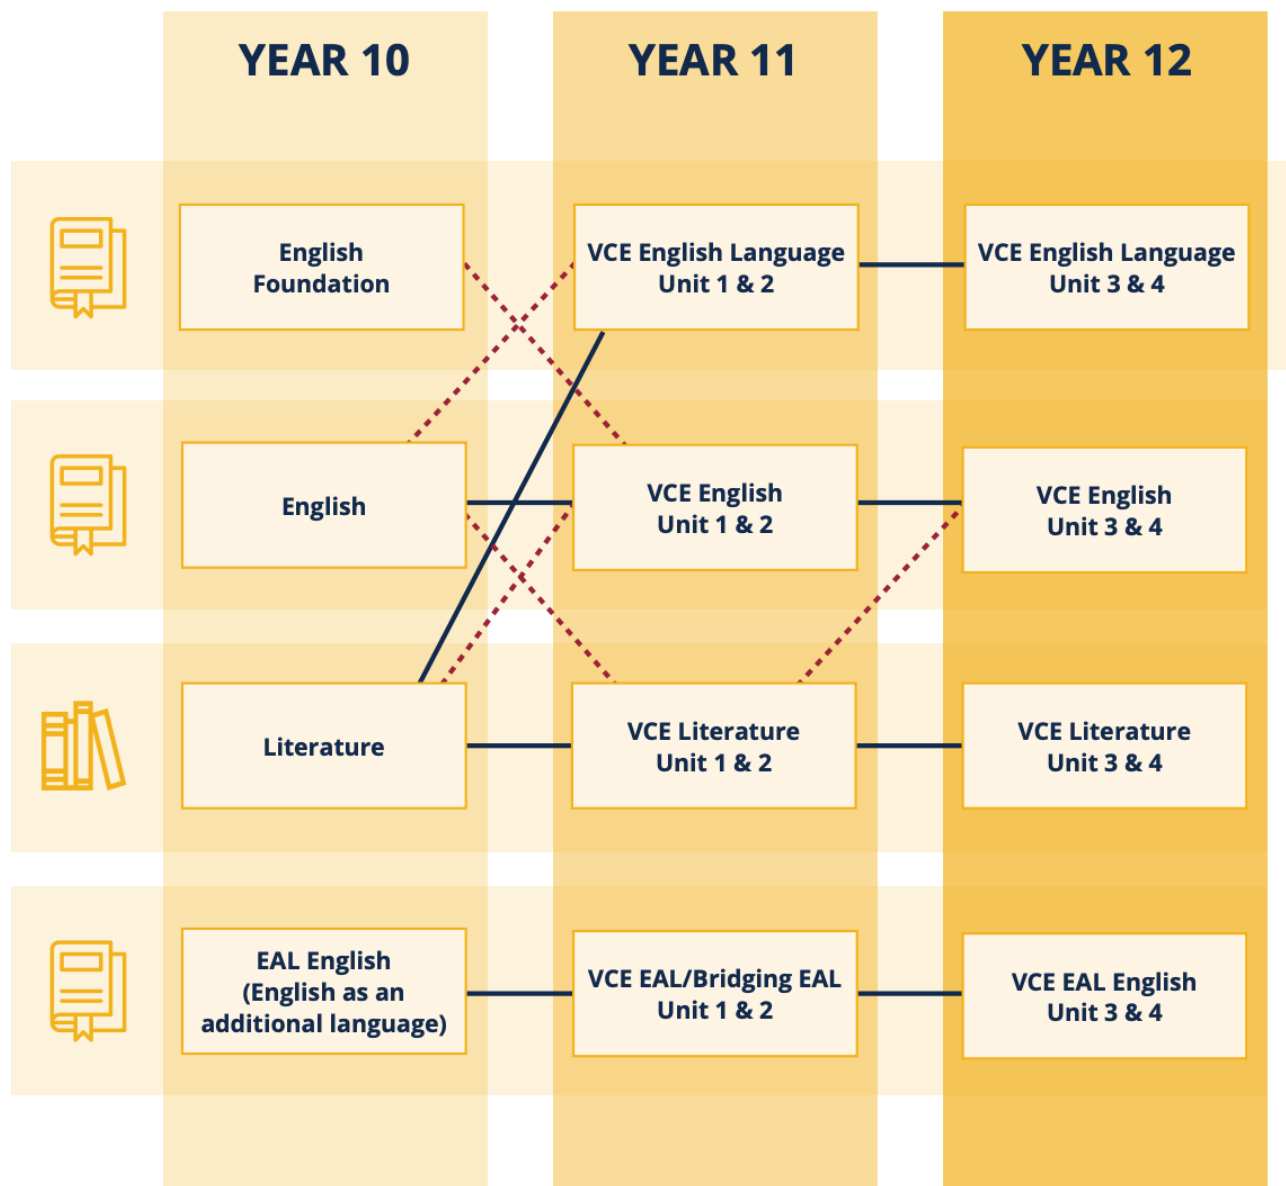 YEAR 10
YEAR 11
YEAR 12
English
Foundation
VCE English Language
Unit 1 & 2
VCE English Language
Unit 3 & 4
English
VCE English
Unit 1 & 2
VCE English
Unit 3 & 4
Literature
VCE Literature
Unit 1 & 2
VCE Literature
Unit 3 & 4
EAL English
(English as an
additional language)
VCE EAL/Bridging EAL
Unit 1 & 2
VCE EAL English
Unit 3 & 4